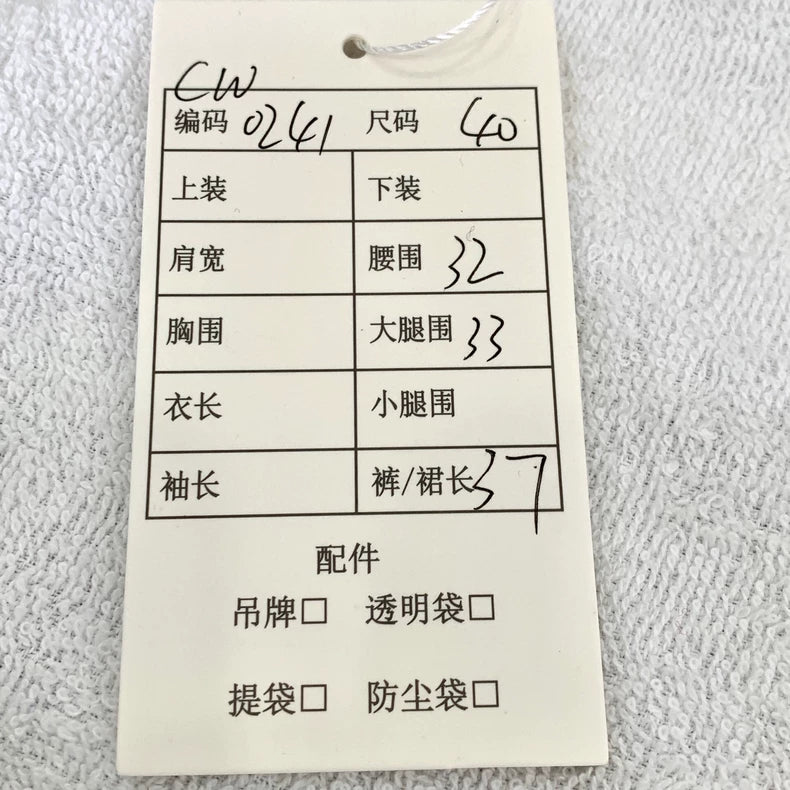 CW
编码 0241 尺码 40
上装 下装
肩宽 腰围 32
胸围 大腿围 33
衣长 小腿围
袖长 裤/裙长 37
配件
吊牌□ 透明袋□
提袋□ 防尘袋□